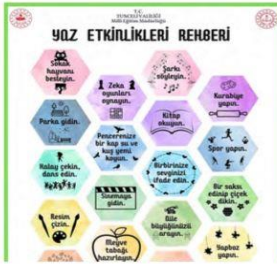 T.C.
TUNCELİ VALİLİĞİ
Milli Eğitim Müdürlüğü
YAZ ETKİNLİKLERİ REHBERİ
Sokak
hayvanı
besleyin.
Şarkı
söyleyin.
Zeka
oyunları
oynayın.
Kurabiye
yapın.
Parka gidin.
Kitap
okuyun.
Pencerenize
bir kap su ve
kuş yemi
koyun.
Spor yapın.
Halay çekin,
dans edin.
Birbirinize
sevginizi
ifade edin.
Sinemaya
gidin.
Bir saksı
edinip çiçek
dikin.
Resim
çizin.
Aile
büyüğünüzü
arayın.
Meyve
tabağı
hazırlayın.
Yapboz
yapın.